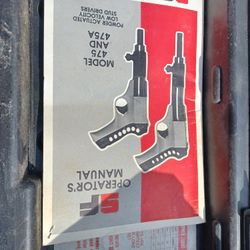 SF
OPERATOR'S
MANUAL
MODEL
475 AND
475A
POWDER ACTUATED
LOW VELOCITY
STUD DRIVERS